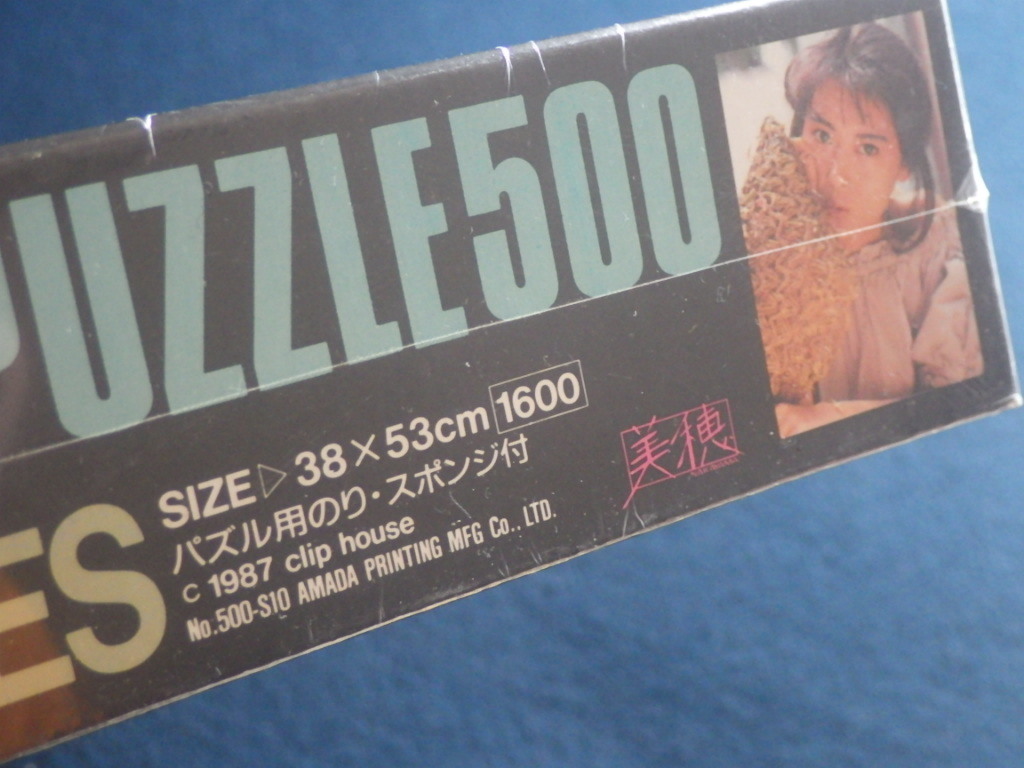 PUZZLE500
ES
SIZE▷38×53cm 1600
パズル用のり・スポンジ付
C 1987 clip house
No.500-S10 AMADA PRINTING MFG Co., LTD.
美穂